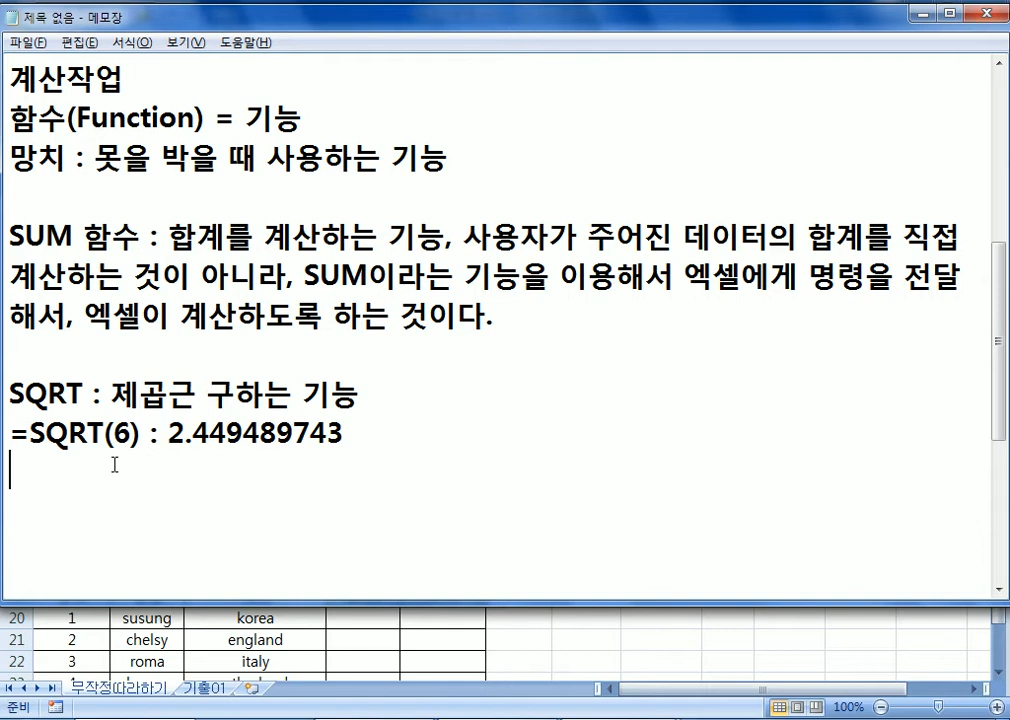 제목 없음 - 메모장
파일(F) 편집(E) 서식(O) 보기(V) 도움말(H)
계산작업
함수(Function) = 기능
망치 : 못을 박을 때 사용하는 기능
SUM 함수 : 합계를 계산하는 기능, 사용자가 주어진 데이터의 합계를 직접
계산하는 것이 아니라, SUM이라는 기능을 이용해서 엑셀에게 명령을 전달
해서, 엑셀이 계산하도록 하는 것이다.
SQRT : 제곱근 구하는 기능
=SQRT(6) : 2.449489743
20 1 susung korea
21 2 chelsy england
22 3 roma italy
무작정따라하기 기출01
준비 100%